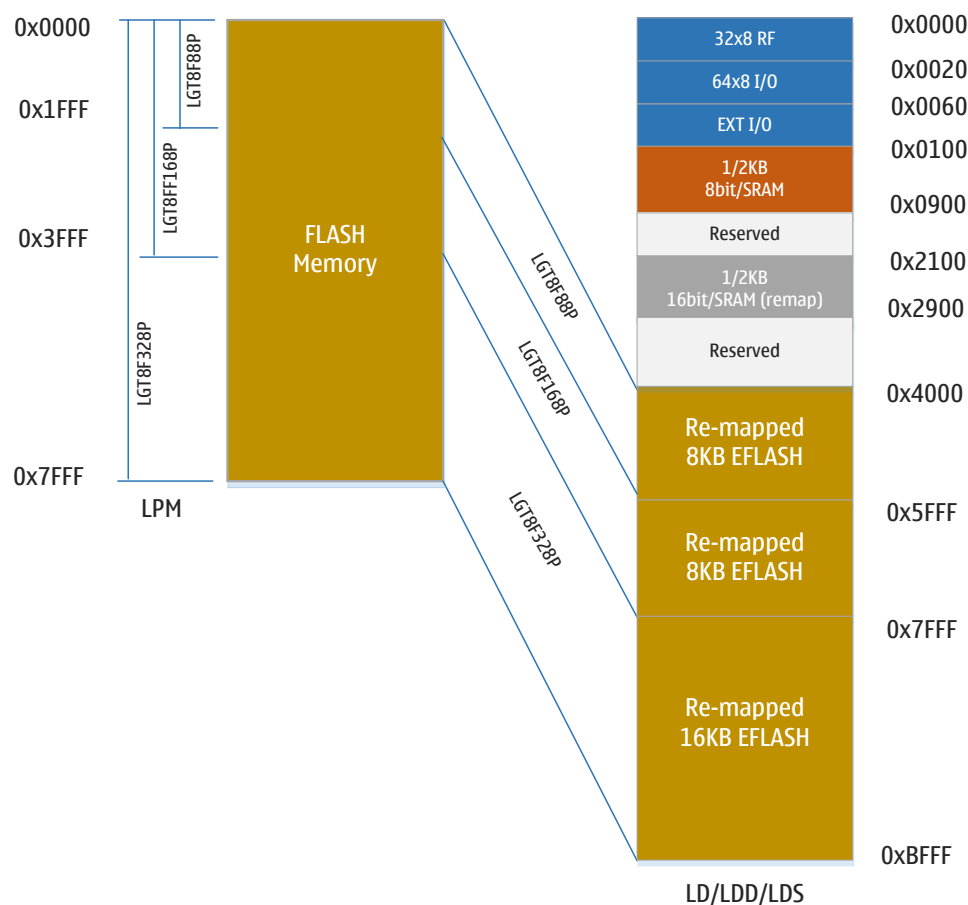 0x0000
0x1FFF
0x3FFF
0x7FFF
LGT8F88P
LGT8FF168P
LGT8F328P
LPM
FLASH
Memory
LGT8F88P
LGT8F168P
LGT8F328P
32x8 RF
64x8 I/O
EXT I/O
1/2KB
8bit/SRAM
Reserved
1/2KB
16bit/SRAM (remap)
Reserved
Re-mapped
8KB EFLASH
Re-mapped
8KB EFLASH
Re-mapped
16KB EFLASH
0x0000
0x0020
0x0060
0x0100
0x0900
0x2100
0x2900
0x4000
0x5FFF
0x7FFF
0xBFFF
LD/LDD/LDS